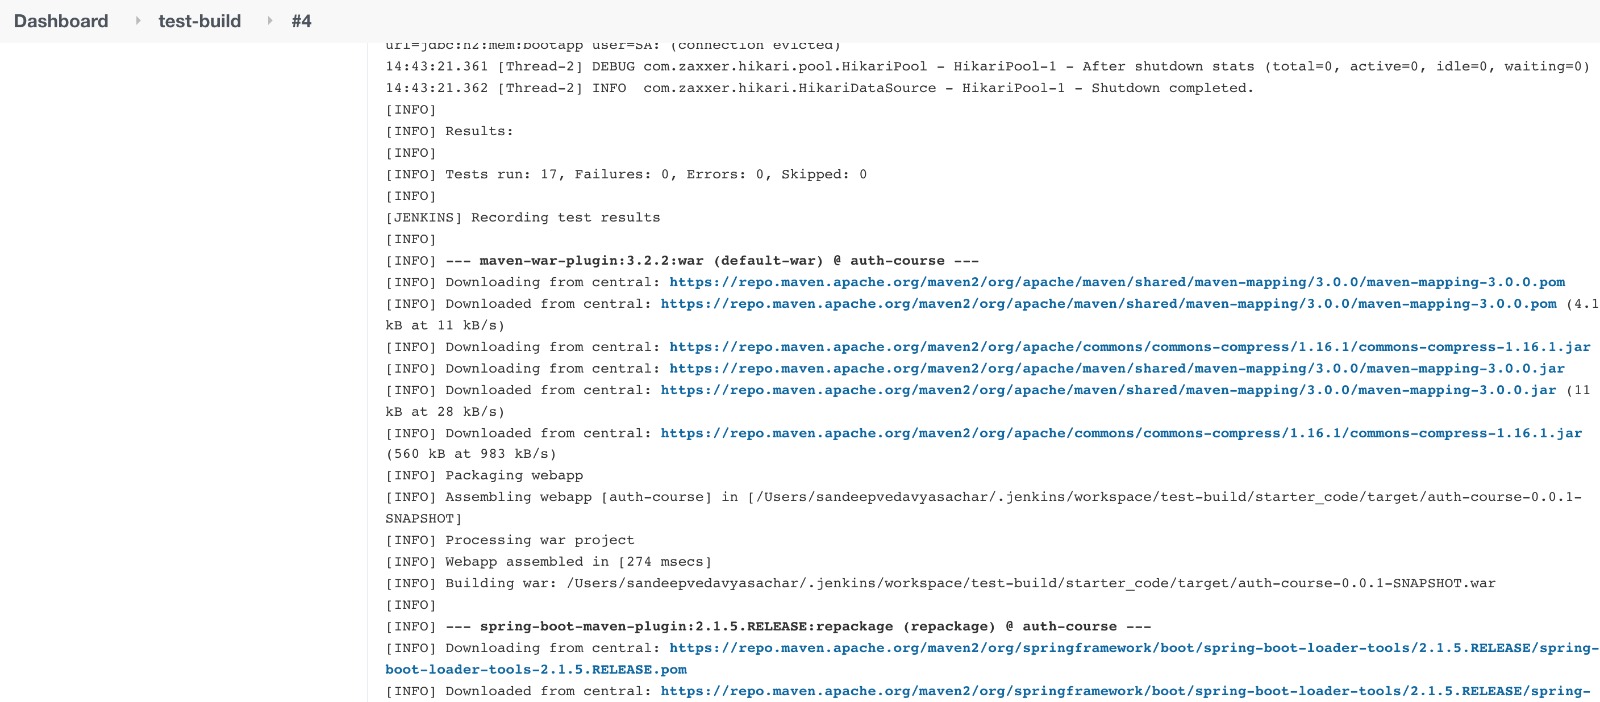 Dashboard test-build #4
url=jdbc:h2:mem:bootapp user=SA: (connection evicted)
14:43:21.361 [Thread-2] DEBUG com.zaxxer.hikari.pool.HikariPool - HikariPool-1 - After shutdown stats (total=0, active=0, idle=0, waiting=0)
14:43:21.362 [Thread-2] INFO  com.zaxxer.hikari.HikariDataSource - HikariPool-1 - Shutdown completed.
[INFO]
[INFO] Results:
[INFO]
[INFO] Tests run: 17, Failures: 0, Errors: 0, Skipped: 0
[INFO]
[JENKINS] Recording test results
[INFO]
[INFO] --- maven-war-plugin:3.2.2:war (default-war) @ auth-course ---
[INFO] Downloading from central: https://repo.maven.apache.org/maven2/org/apache/maven/shared/maven-mapping/3.0.0/maven-mapping-3.0.0.pom
[INFO] Downloaded from central: https://repo.maven.apache.org/maven2/org/apache/maven/shared/maven-mapping/3.0.0/maven-mapping-3.0.0.pom (4.1
kB at 11 kB/s)
[INFO] Downloading from central: https://repo.maven.apache.org/maven2/org/apache/commons/commons-compress/1.16.1/commons-compress-1.16.1.jar
[INFO] Downloading from central: https://repo.maven.apache.org/maven2/org/apache/maven/shared/maven-mapping/3.0.0/maven-mapping-3.0.0.jar
[INFO] Downloaded from central: https://repo.maven.apache.org/maven2/org/apache/maven/shared/maven-mapping/3.0.0/maven-mapping-3.0.0.jar (11
kB at 28 kB/s)
[INFO] Downloaded from central: https://repo.maven.apache.org/maven2/org/apache/commons/commons-compress/1.16.1/commons-compress-1.16.1.jar
(560 kB at 983 kB/s)
[INFO] Packaging webapp
[INFO] Assembling webapp [auth-course] in [/Users/sandeepvedavyasachar/.jenkins/workspace/test-build/starter_code/target/auth-course-0.0.1-
SNAPSHOT]
[INFO] Processing war project
[INFO] Webapp assembled in [274 msecs]
[INFO] Building war: /Users/sandeepvedavyasachar/.jenkins/workspace/test-build/starter_code/target/auth-course-0.0.1-SNAPSHOT.war
[INFO]
[INFO] --- spring-boot-maven-plugin:2.1.5.RELEASE:repackage (repackage) @ auth-course ---
[INFO] Downloading from central: https://repo.maven.apache.org/maven2/org/springframework/boot/spring-boot-loader-tools/2.1.5.RELEASE/spring-
boot-loader-tools-2.1.5.RELEASE.pom
[INFO] Downloaded from central: https://repo.maven.apache.org/maven2/org/springframework/boot/spring-boot-loader-tools/2.1.5.RELEASE/spring-